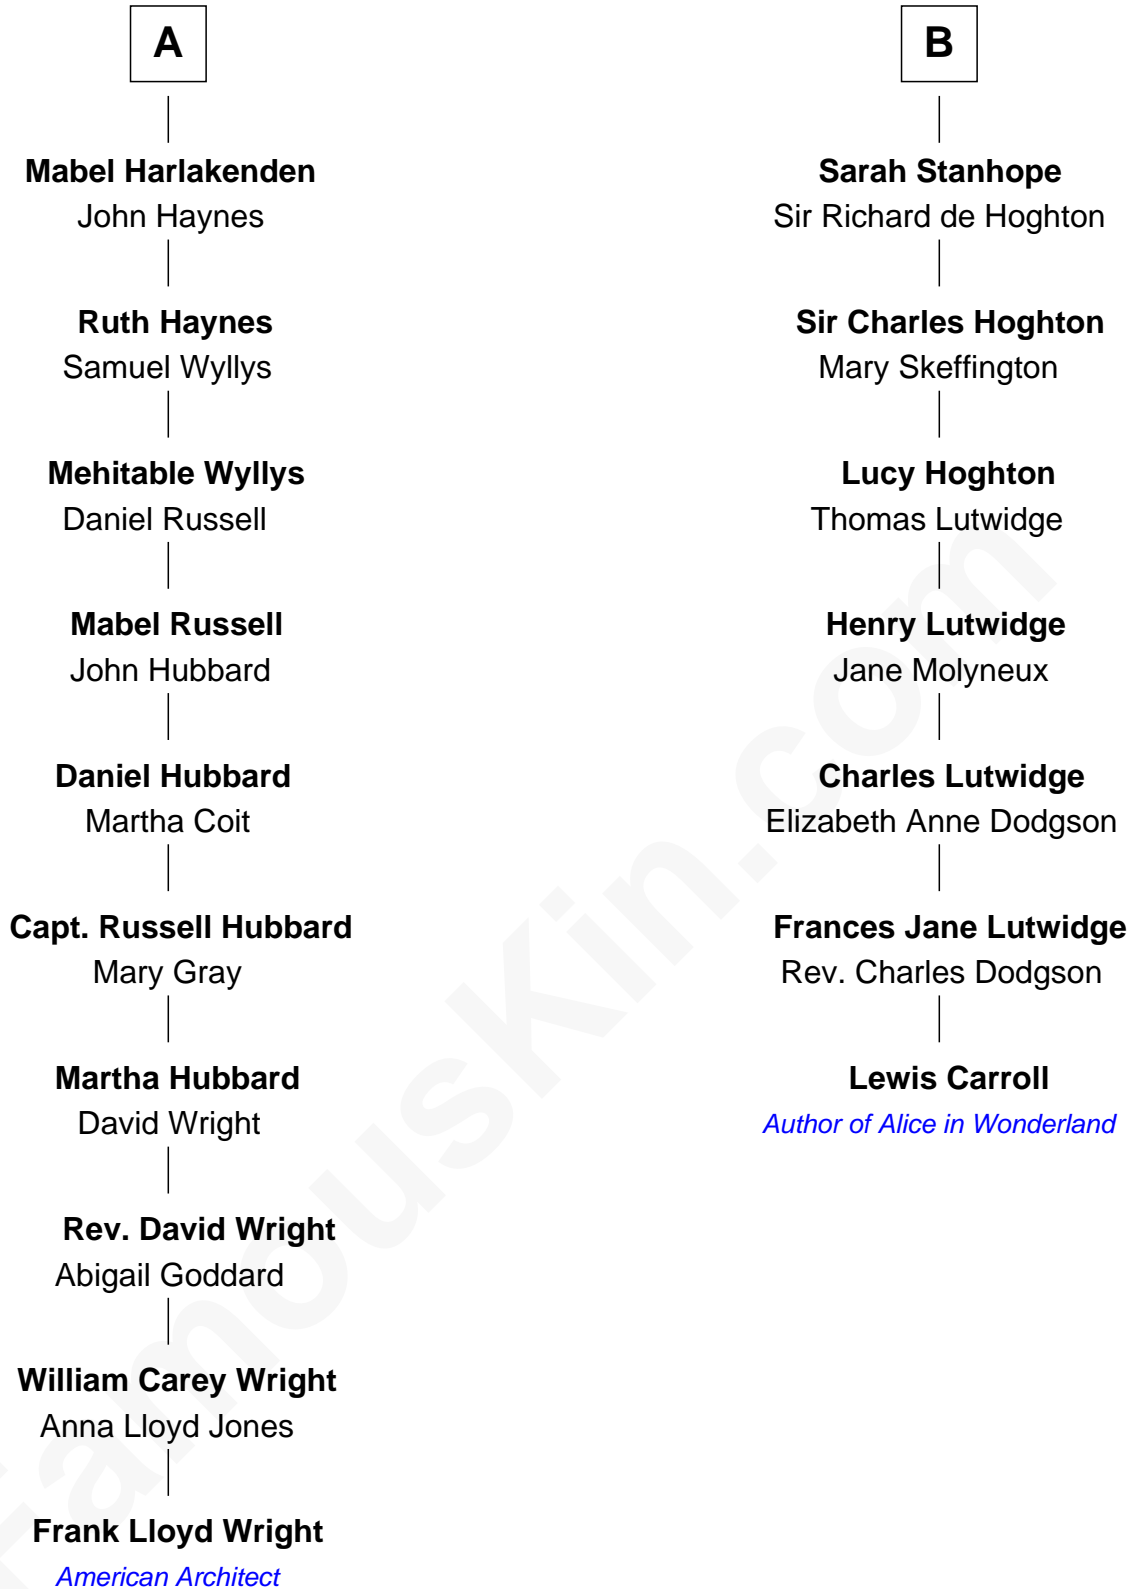 A
Mabel Harlakenden
John Haynes
Ruth Haynes
Samuel Wyllys
Mehitable Wyllys
Daniel Russell
Mabel Russell
John Hubbard
Daniel Hubbard
Martha Coit
Capt. Russell Hubbard
Mary Gray
Martha Hubbard
David Wright
Rev. David Wright
Abigail Goddard
William Carey Wright
Anna Lloyd Jones
Frank Lloyd Wright
American Architect
B
Sarah Stanhope
Sir Richard de Hoghton
Sir Charles Hoghton
Mary Skeffington
Lucy Hoghton
Thomas Lutwidge
Henry Lutwidge
Jane Molyneux
Charles Lutwidge
Elizabeth Anne Dodgson
Frances Jane Lutwidge
Rev. Charles Dodgson
Lewis Carroll
Author of Alice in Wonderland
FamousKin.com